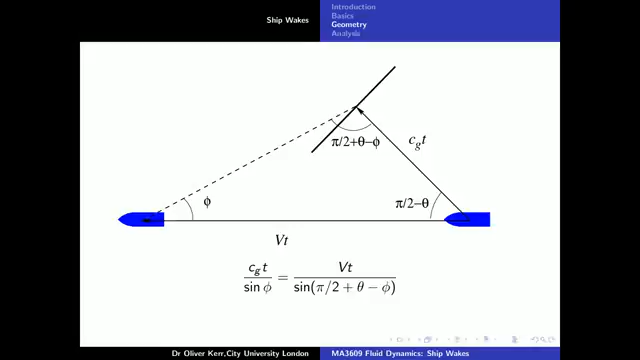 Ship Wakes
Introduction
Basics
Geometry
Analysis
π/2+θ−ϕ
c_g t
ϕ
π/2−θ
Vt
c_g t / sin ϕ = Vt / sin(π/2 + θ − ϕ)
Dr Oliver Kerr,City University London
MA3609 Fluid Dynamics: Ship Wakes